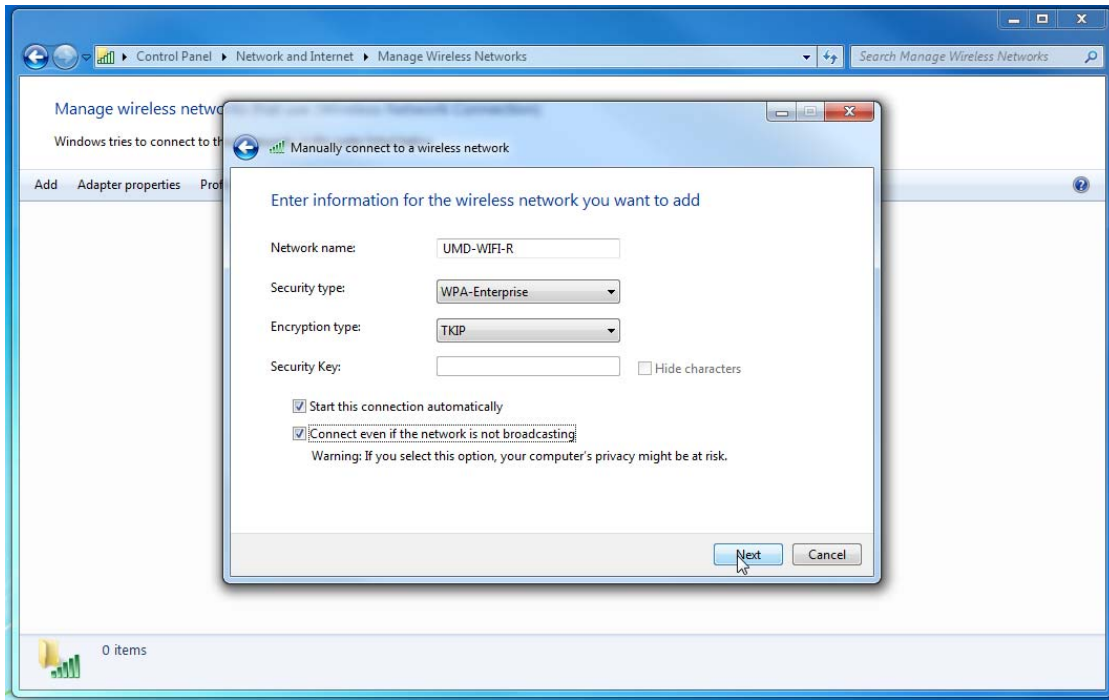 Control Panel ▸ Network and Internet ▸ Manage Wireless Networks
Search Manage Wireless Networks
Manage wireless
Windows tries to connect to
Manually connect to a wireless network
Add Adapter properties
Enter information for the wireless network you want to add
Network name: UMD-WIFI-R
Security type: WPA-Enterprise
Encryption type: TKIP
Security Key:
Hide characters
Start this connection automatically
Connect even if the network is not broadcasting
Warning: If you select this option, your computer's privacy might be at risk.
Next Cancel
0 items